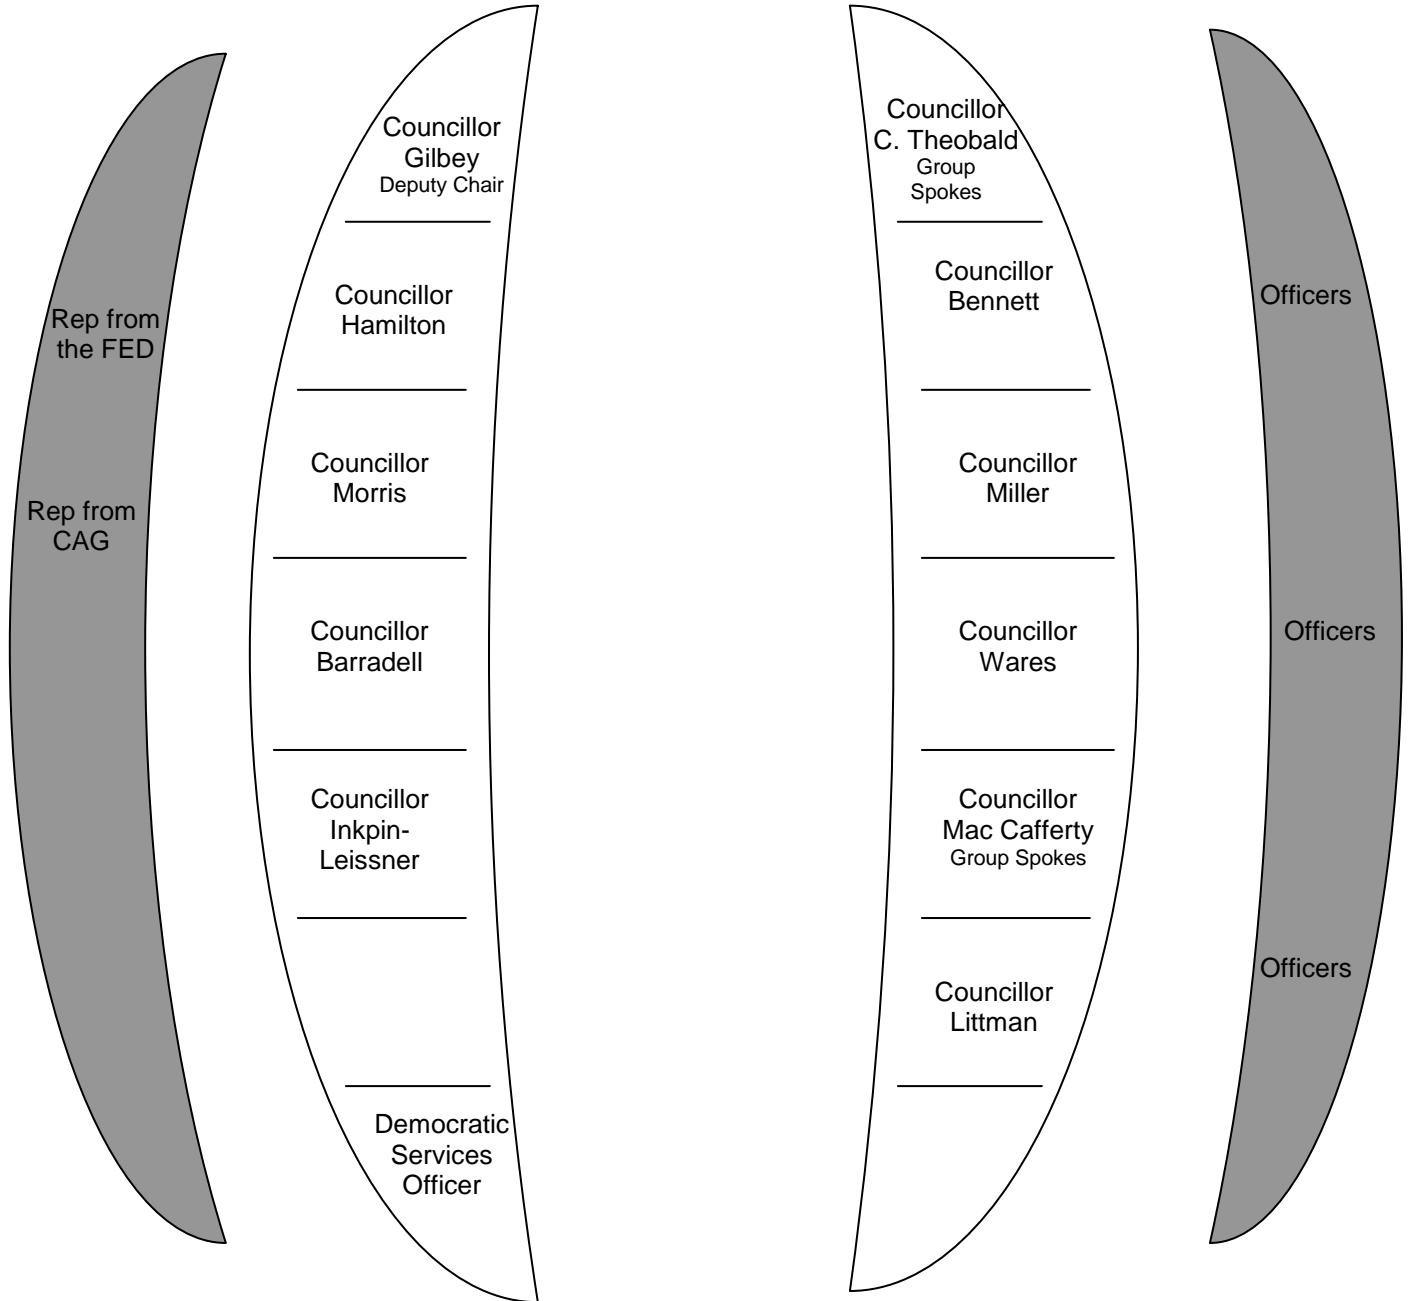 Rep from
the FED
Rep from
CAG
Councillor
Gilbey
Deputy Chair
Councillor
Hamilton
Councillor
Morris
Councillor
Barradell
Councillor
Inkpin-
Leissner
Democratic
Services
Officer
Councillor
C. Theobald
Group
Spokes
Councillor
Bennett
Councillor
Miller
Councillor
Wares
Councillor
Mac Cafferty
Group Spokes
Councillor
Littman
Officers
Officers
Officers